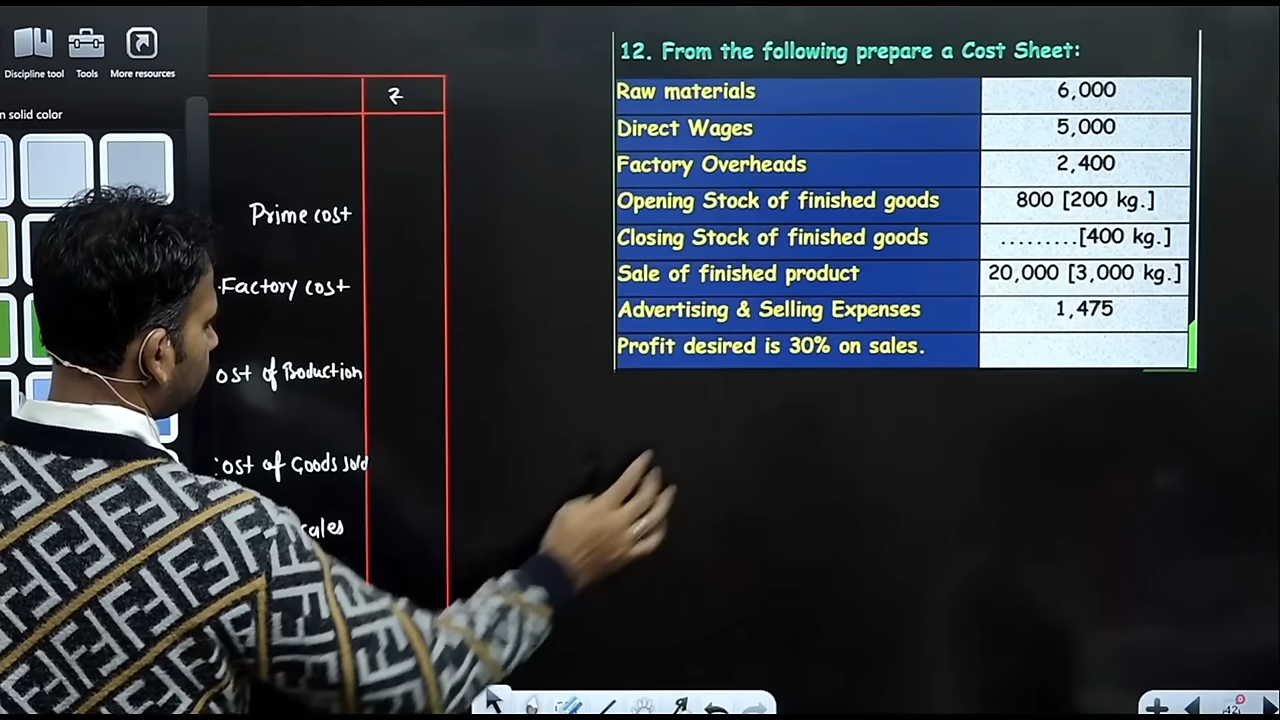 Discipline tool Tools More resources
n solid color
₹
Prime cost
Factory cost
ost of Production
ost of Goods sold
sales
12. From the following prepare a Cost Sheet:
Raw materials 6,000
Direct Wages 5,000
Factory Overheads 2,400
Opening Stock of finished goods 800 [200 kg.]
Closing Stock of finished goods .........[400 kg.]
Sale of finished product 20,000 [3,000 kg.]
Advertising & Selling Expenses 1,475
Profit desired is 30% on sales.
42